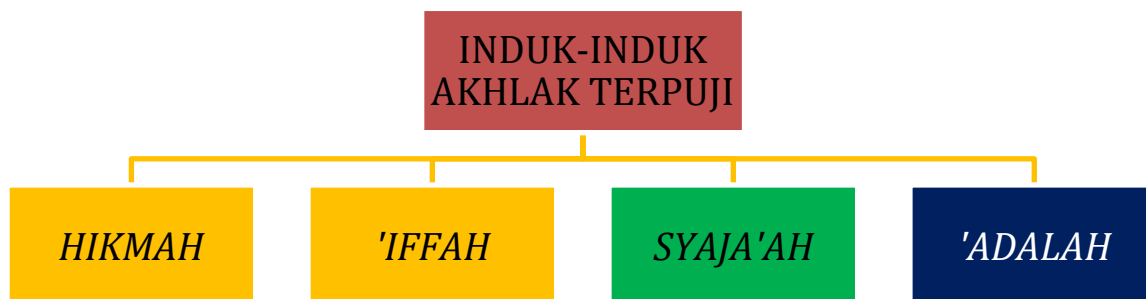 INDUK-INDUK
AKHLAK TERPUJI
HIKMAH
'IFFAH
SYAJA'AH
'ADALAH